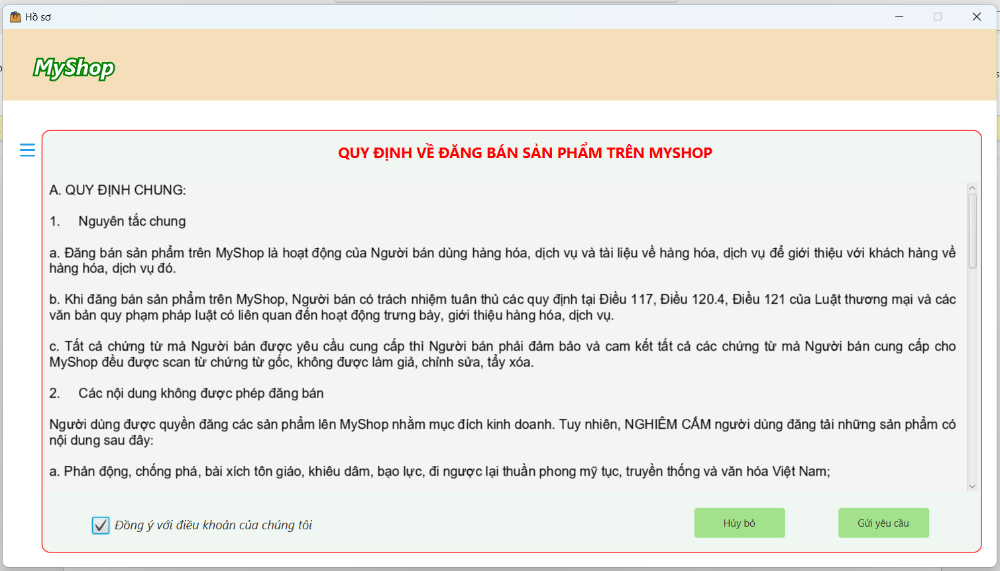 Hồ sơ
MyShop
QUY ĐỊNH VỀ ĐĂNG BÁN SẢN PHẨM TRÊN MYSHOP
A. QUY ĐỊNH CHUNG:
1. Nguyên tắc chung
a. Đăng bán sản phẩm trên MyShop là hoạt động của Người bán dùng hàng hóa, dịch vụ và tài liệu về hàng hóa, dịch vụ để giới thiệu với khách hàng về
hàng hóa, dịch vụ đó.
b. Khi đăng bán sản phẩm trên MyShop, Người bán có trách nhiệm tuân thủ các quy định tại Điều 117, Điều 120.4, Điều 121 của Luật thương mại và các
văn bản quy phạm pháp luật có liên quan đến hoạt động trưng bày, giới thiệu hàng hóa, dịch vụ.
c. Tất cả chứng từ mà Người bán được yêu cầu cung cấp thì Người bán phải đảm bảo và cam kết tất cả các chứng từ mà Người bán cung cấp cho
MyShop đều được scan từ chứng từ gốc, không được làm giả, chỉnh sửa, tẩy xóa.
2. Các nội dung không được phép đăng bán
Người dùng được quyền đăng các sản phẩm lên MyShop nhằm mục đích kinh doanh. Tuy nhiên, NGHIÊM CẤM người dùng đăng tải những sản phẩm có
nội dung sau đây:
a. Phản động, chống phá, bài xích tôn giáo, khiêu dâm, bạo lực, đi ngược lại thuần phong mỹ tục, truyền thống và văn hóa Việt Nam;
Đồng ý với điều khoản của chúng tôi
Hủy bỏ
Gửi yêu cầu